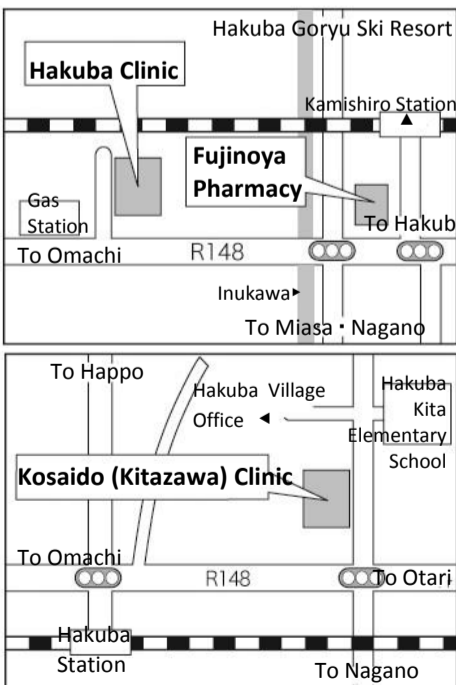 Hakuba Goryu Ski Resort
Hakuba Clinic
Kamishiro Station
Fujinoya
Pharmacy
Gas
Station
To Hakub
To Omachi
R148
Inukawa
To Miasa・Nagano
To Happo
Hakuba Village
Office
Hakuba
Kita
Elementary
School
Kosaido (Kitazawa) Clinic
To Omachi
R148
To Otari
Hakuba
Station
To Nagano